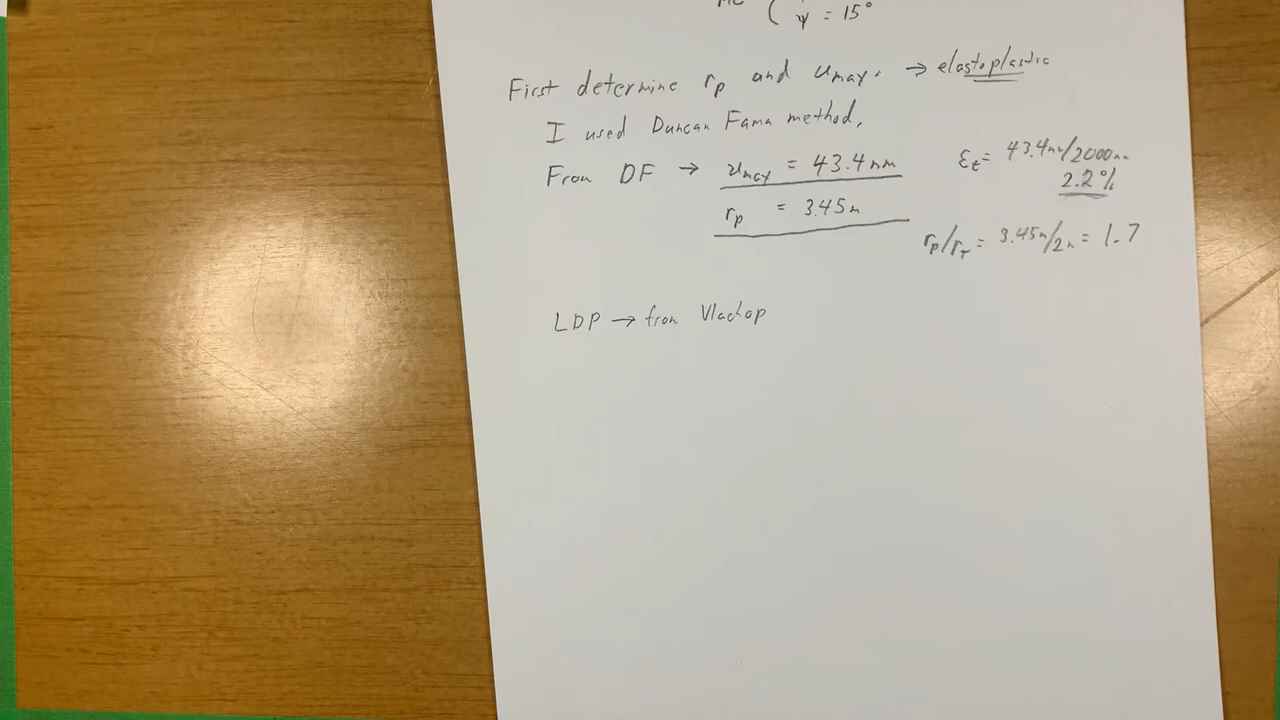 MC ( ψ = 15°
First determine rp and umax. → elastoplastic
I used Duncan Fama method.
From DF → umax = 43.4mm
rp = 3.45m
εt = 43.4mm/2000mm
2.2%
rp/rT = 3.45m/2m = 1.7
LDP → from Vlachop